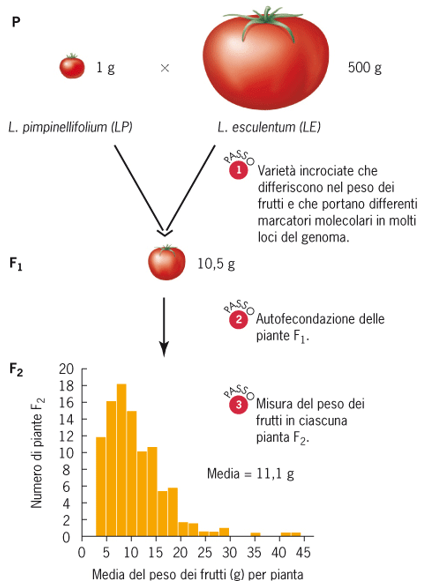 P
1 g
×
500 g
L. pimpinellifolium (LP)
L. esculentum (LE)
PASSO
1
Varietà incrociate che
differiscono nel peso dei
frutti e che portano differenti
marcatori molecolari in molti
loci del genoma.
F1
10,5 g
PASSO
2
Autofecondazione delle
piante F1.
F2
PASSO
3
Misura del peso dei
frutti in ciascuna
pianta F2.
Media = 11,1 g
Numero di piante F2
20
18
16
14
12
10
8
6
4
2
0
0 5 10 15 20 25 30 35 40 45
Media del peso dei frutti (g) per pianta